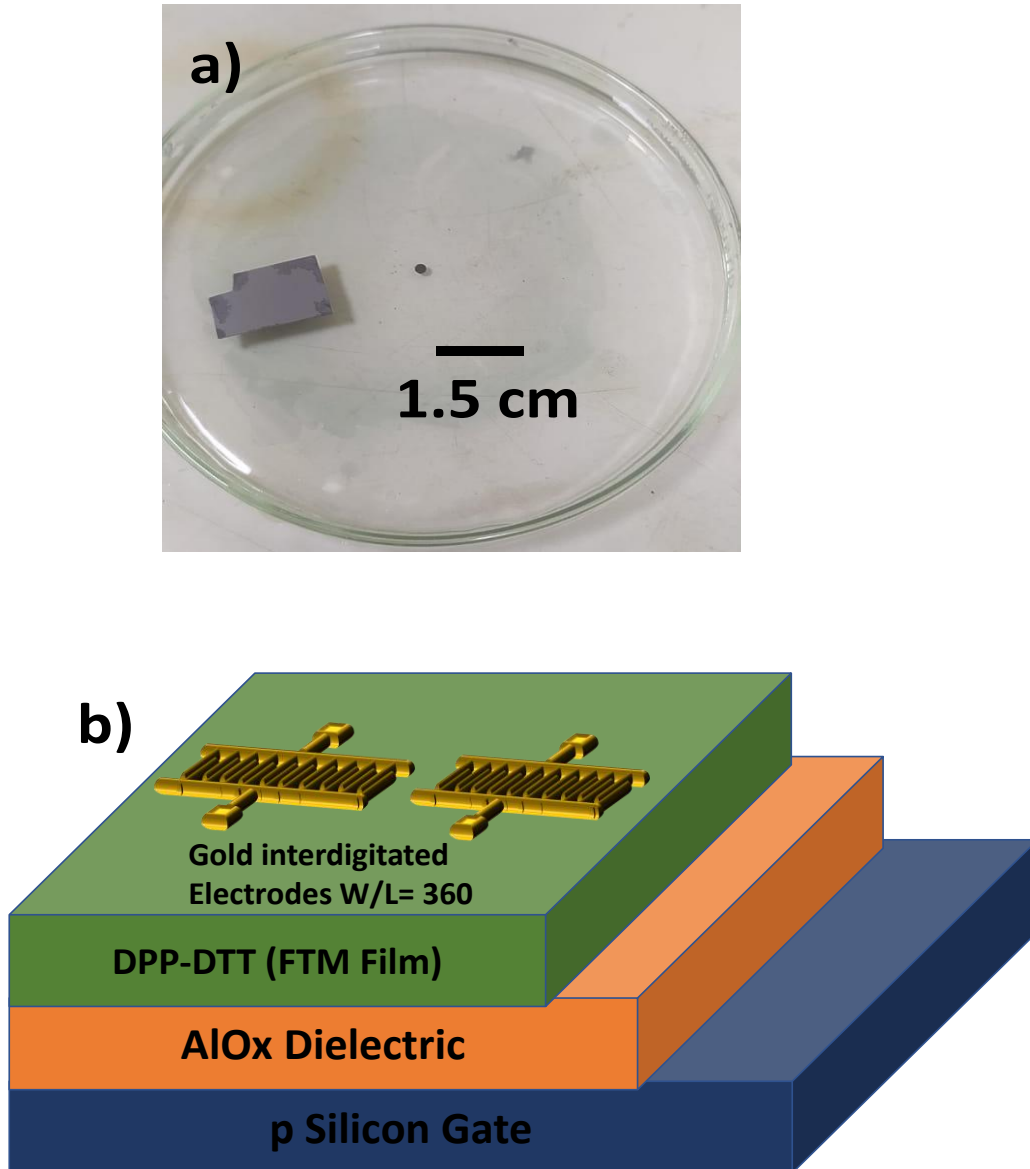 a)
1.5 cm
b)
Gold interdigitated
Electrodes W/L= 360
DPP-DTT (FTM Film)
AlOx Dielectric
p Silicon Gate